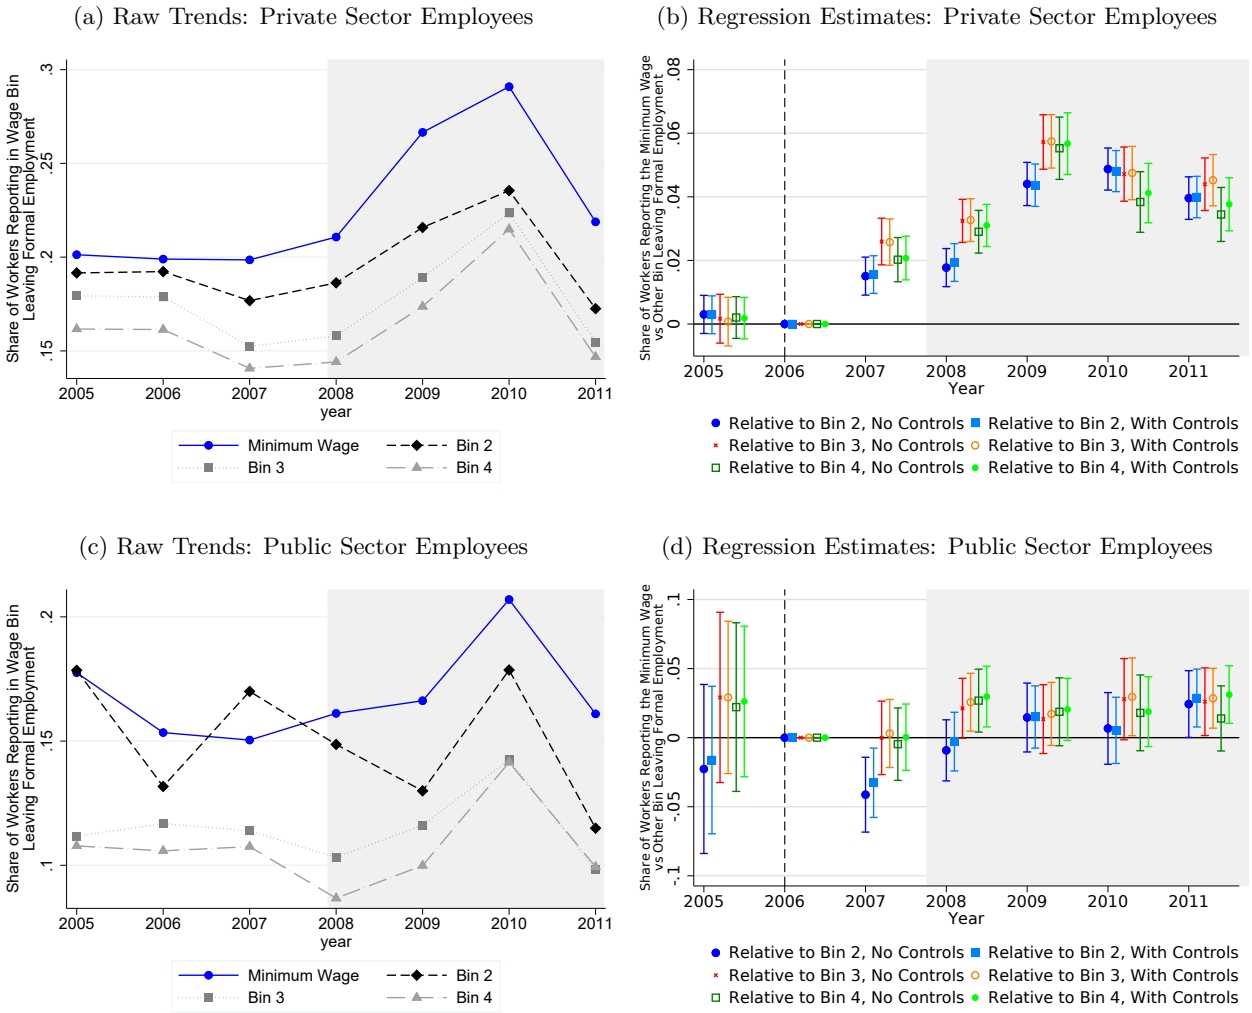 (a) Raw Trends: Private Sector Employees
Share of Workers Reporting in Wage Bin
Leaving Formal Employment
.3
.25
.2
.15
2005 2006 2007 2008 2009 2010 2011
year
Minimum Wage Bin 2
Bin 3 Bin 4
(b) Regression Estimates: Private Sector Employees
Share of Workers Reporting the Minimum Wage
vs Other Bin Leaving Formal Employment
.08
.06
.04
.02
0
2005 2006 2007 2008 2009 2010 2011
Year
Relative to Bin 2, No Controls Relative to Bin 2, With Controls
Relative to Bin 3, No Controls Relative to Bin 3, With Controls
Relative to Bin 4, No Controls Relative to Bin 4, With Controls
(c) Raw Trends: Public Sector Employees
Share of Workers Reporting in Wage Bin
Leaving Formal Employment
.2
.15
.1
2005 2006 2007 2008 2009 2010 2011
year
Minimum Wage Bin 2
Bin 3 Bin 4
(d) Regression Estimates: Public Sector Employees
Share of Workers Reporting the Minimum Wage
vs Other Bin Leaving Formal Employment
.1
.05
0
-.05
-.1
2005 2006 2007 2008 2009 2010 2011
Year
Relative to Bin 2, No Controls Relative to Bin 2, With Controls
Relative to Bin 3, No Controls Relative to Bin 3, With Controls
Relative to Bin 4, No Controls Relative to Bin 4, With Controls